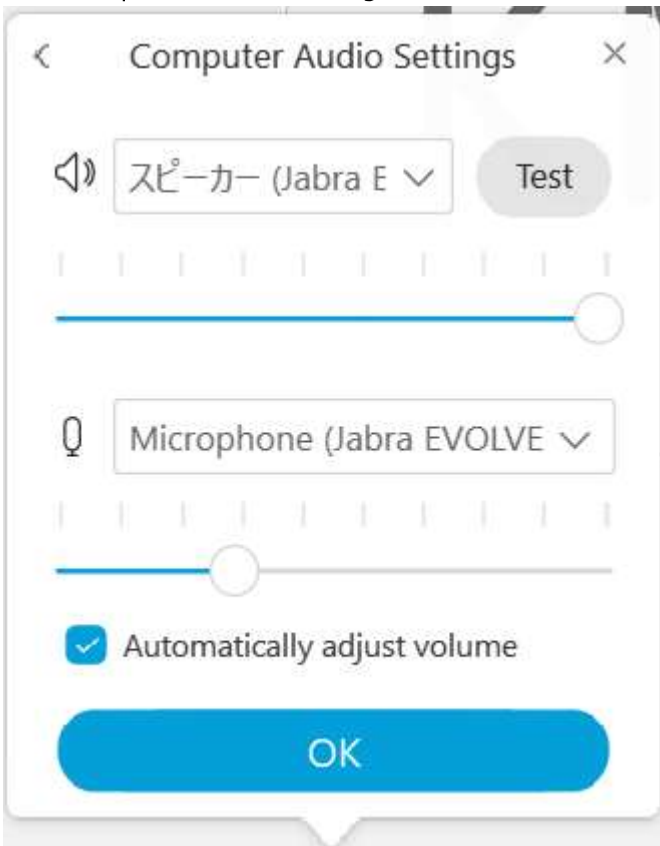 Computer Audio Settings
スピーカー (Jabra E
Test
Microphone (Jabra EVOLVE
Automatically adjust volume
OK